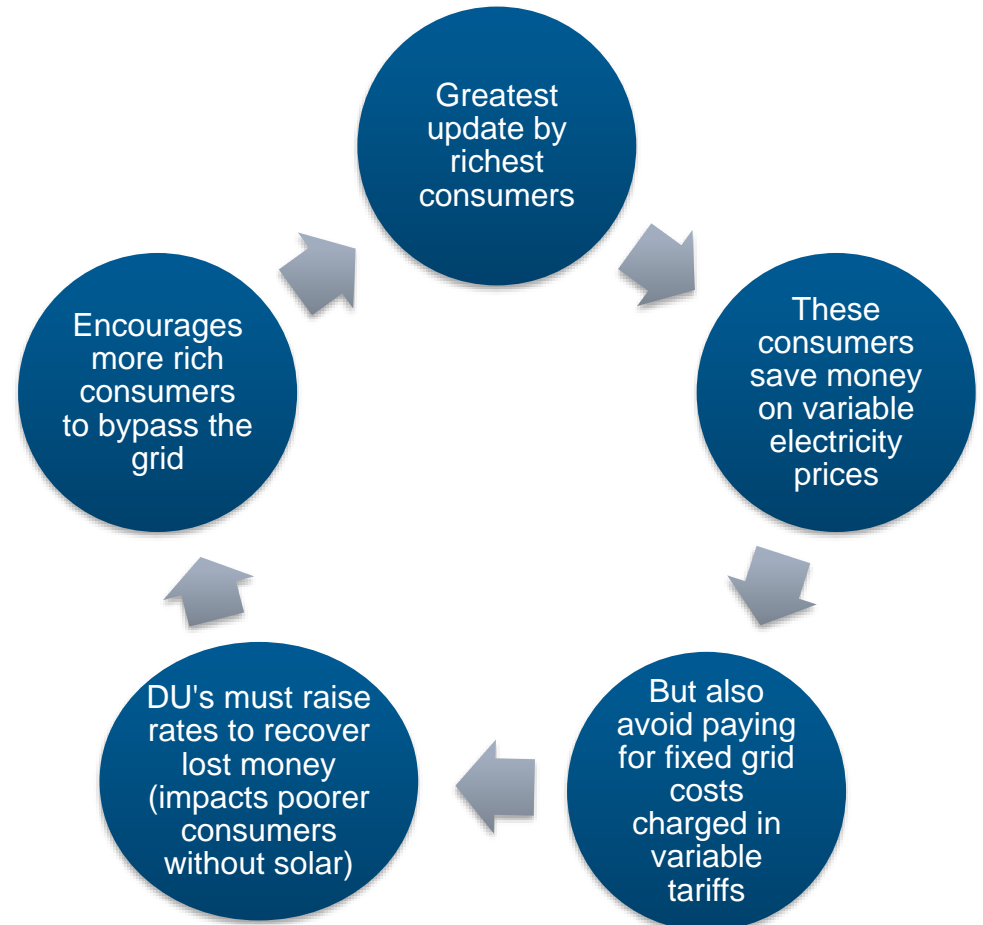 Greatest
update by
richest
consumers
These
consumers
save money
on variable
electricity
prices
But also
avoid paying
for fixed grid
costs
charged in
variable
tariffs
DU's must raise
rates to recover
lost money
(impacts poorer
consumers
without solar)
Encourages
more rich
consumers
to bypass the
grid